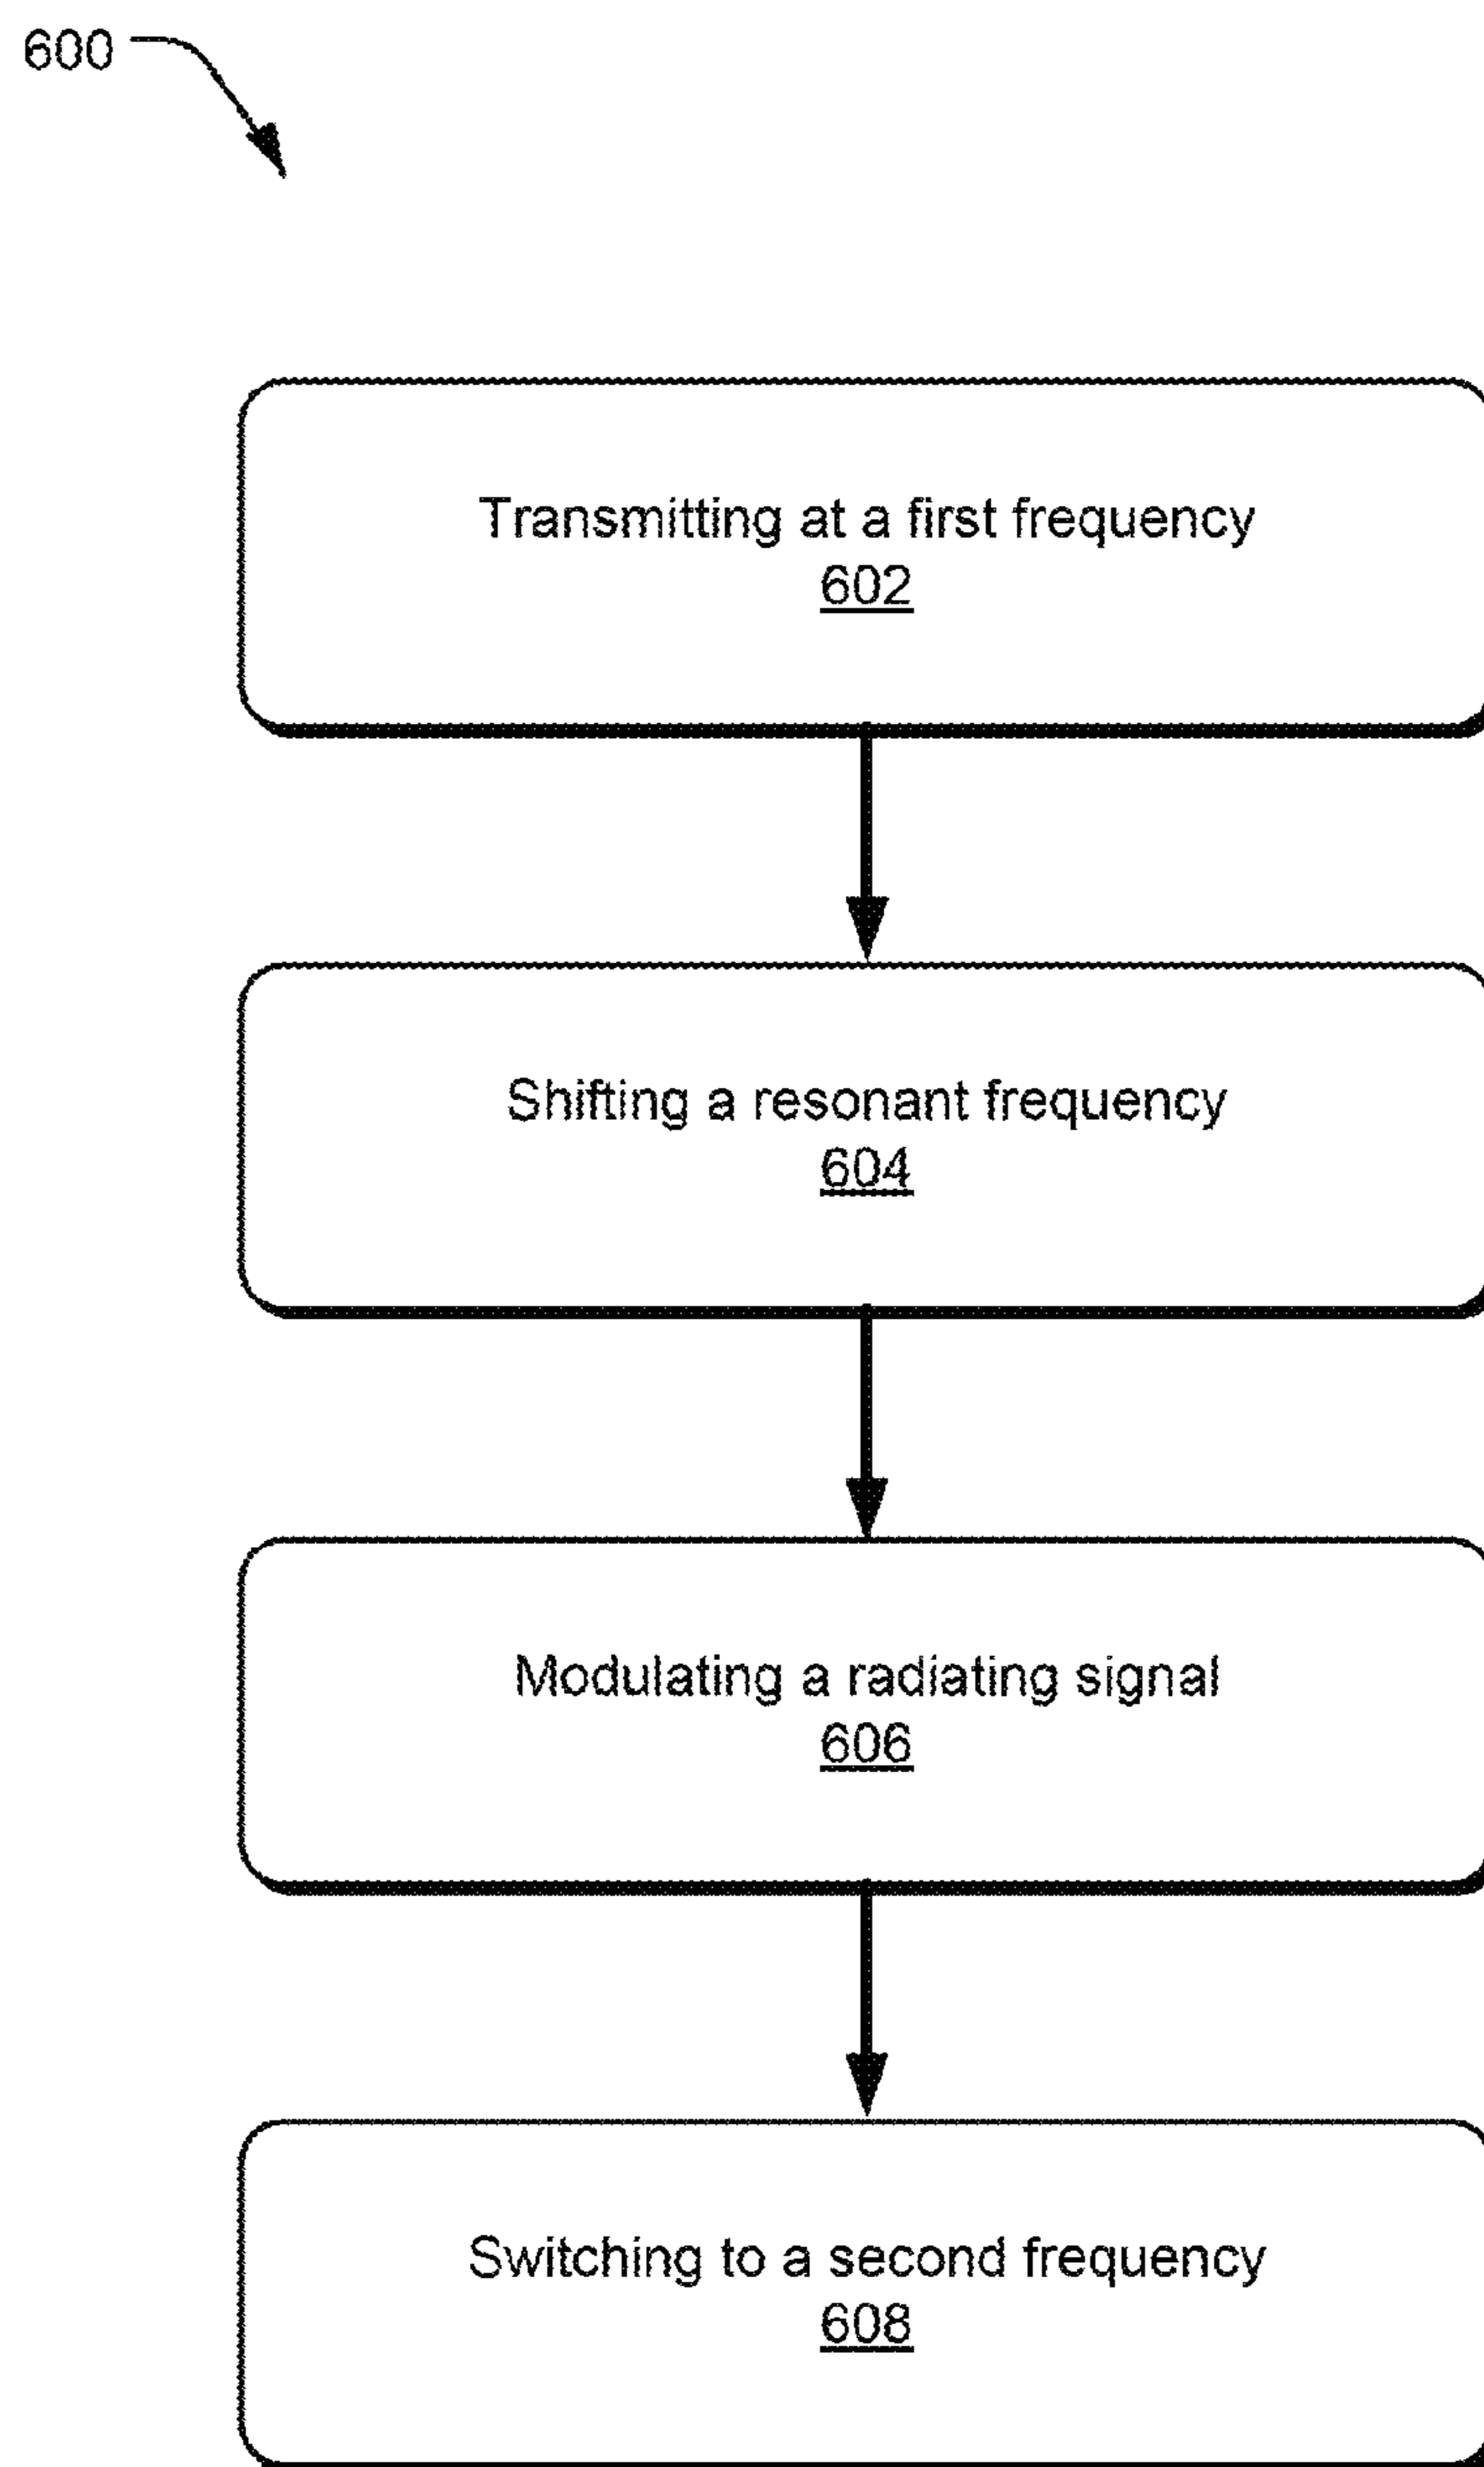 600
Transmitting at a first frequency
602
Shifting a resonant frequency
604
Modulating a radiating signal
606
Switching to a second frequency
608